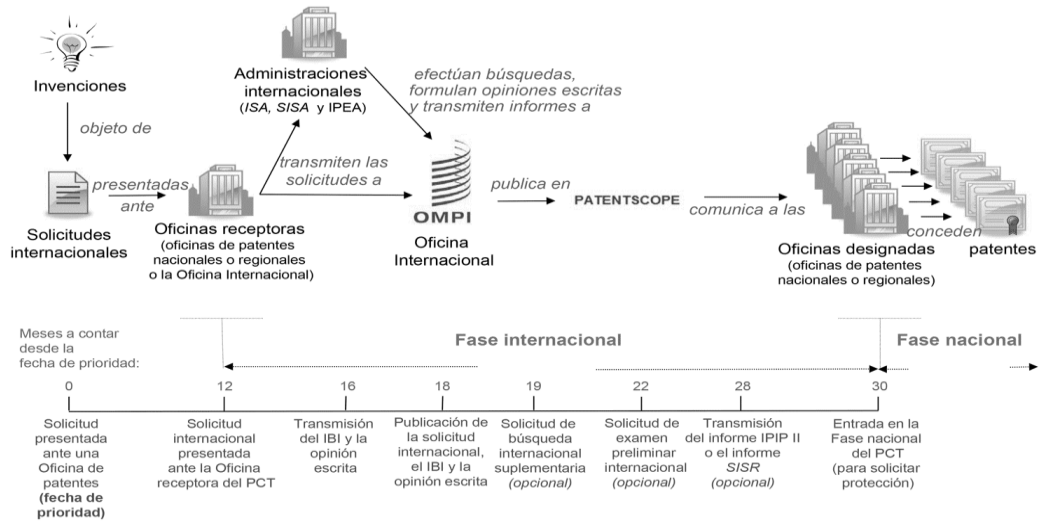 Invenciones
objeto de
Solicitudes
internacionales
presentadas
ante
Oficinas receptoras
(oficinas de patentes
nacionales o regionales
o la Oficina Internacional)
Administraciones
internacionales
(ISA, SISA y IPEA)
transmiten las
solicitudes a
efectúan búsquedas,
formulan opiniones escritas
y transmiten informes a
OMPI
Oficina
Internacional
publica en
PATENTSCOPE
comunica a las
Oficinas designadas
(oficinas de patentes
nacionales o regionales)
conceden
patentes
Meses a contar
desde la
fecha de prioridad:
Fase internacional
Fase nacional
0
12
16
18
19
22
28
30
Solicitud
presentada
ante una
Oficina de
patentes
(fecha de
prioridad)
Solicitud
internacional
presentada
ante la Oficina
receptora del PCT
Transmisión
del IBI y la
opinión
escrita
Publicación de
la solicitud
internacional,
el IBI y la
opinión escrita
Solicitud de
búsqueda
internacional
suplementaria
(opcional)
Solicitud de
examen
preliminar
internacional
(opcional)
Transmisión
del informe IPIP II
o el informe
SISR
(opcional)
Entrada en la
Fase nacional
del PCT
(para solicitar
protección)